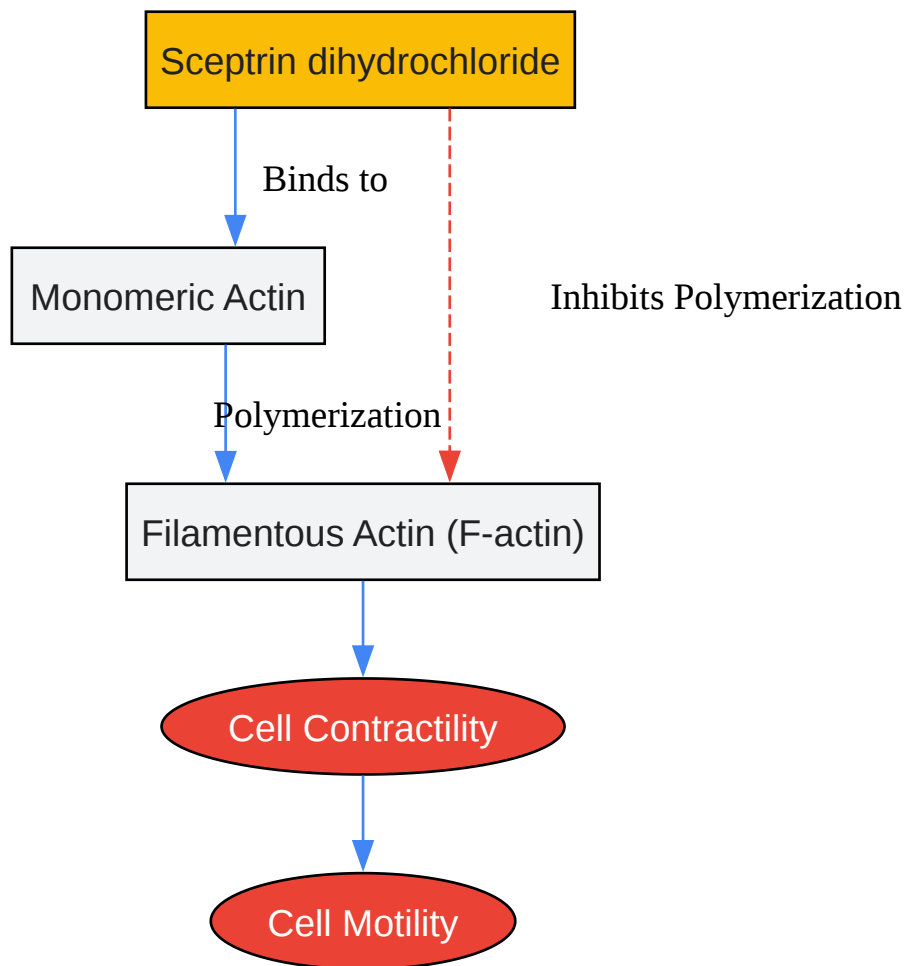 Sceptrin dihydrochloride
Binds to
Monomeric Actin
Inhibits Polymerization
Polymerization
Filamentous Actin (F-actin)
Cell Contractility
Cell Motility